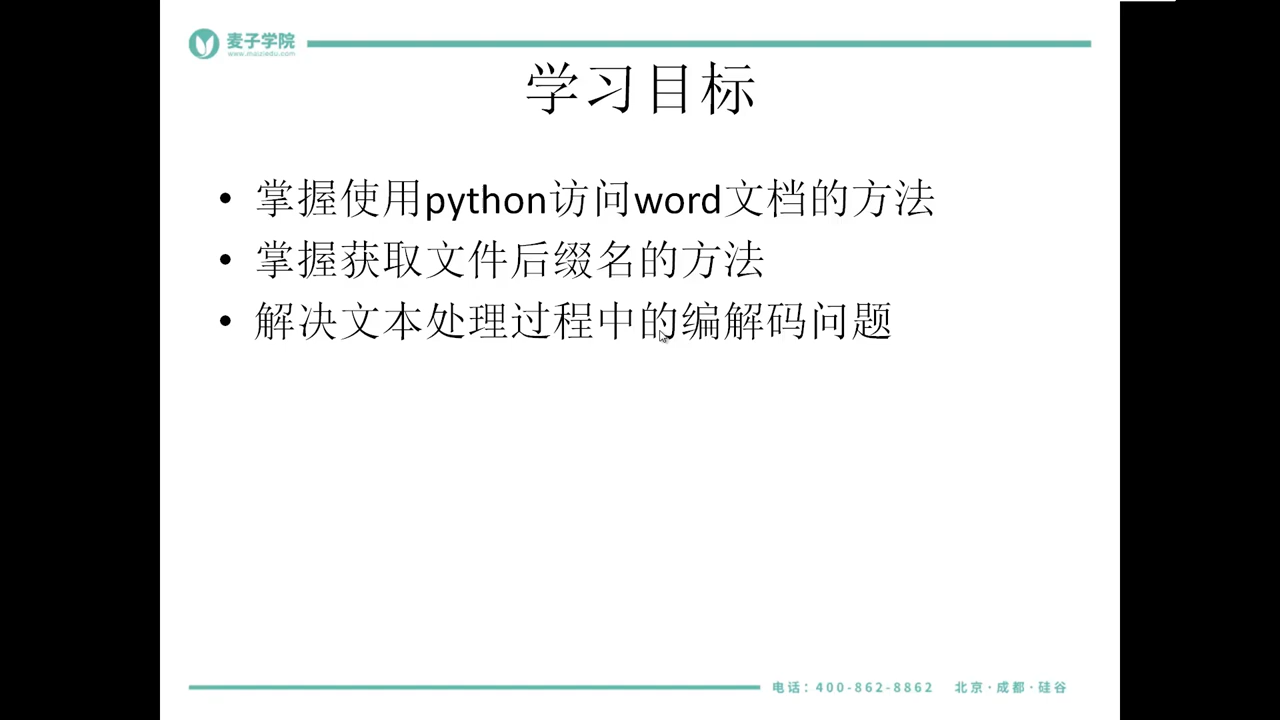 麦子学院
www.maiziedu.com
学习目标
• 掌握使用python访问word文档的方法
• 掌握获取文件后缀名的方法
• 解决文本处理过程中的编解码问题
电话：400-862-8862 北京·成都·硅谷